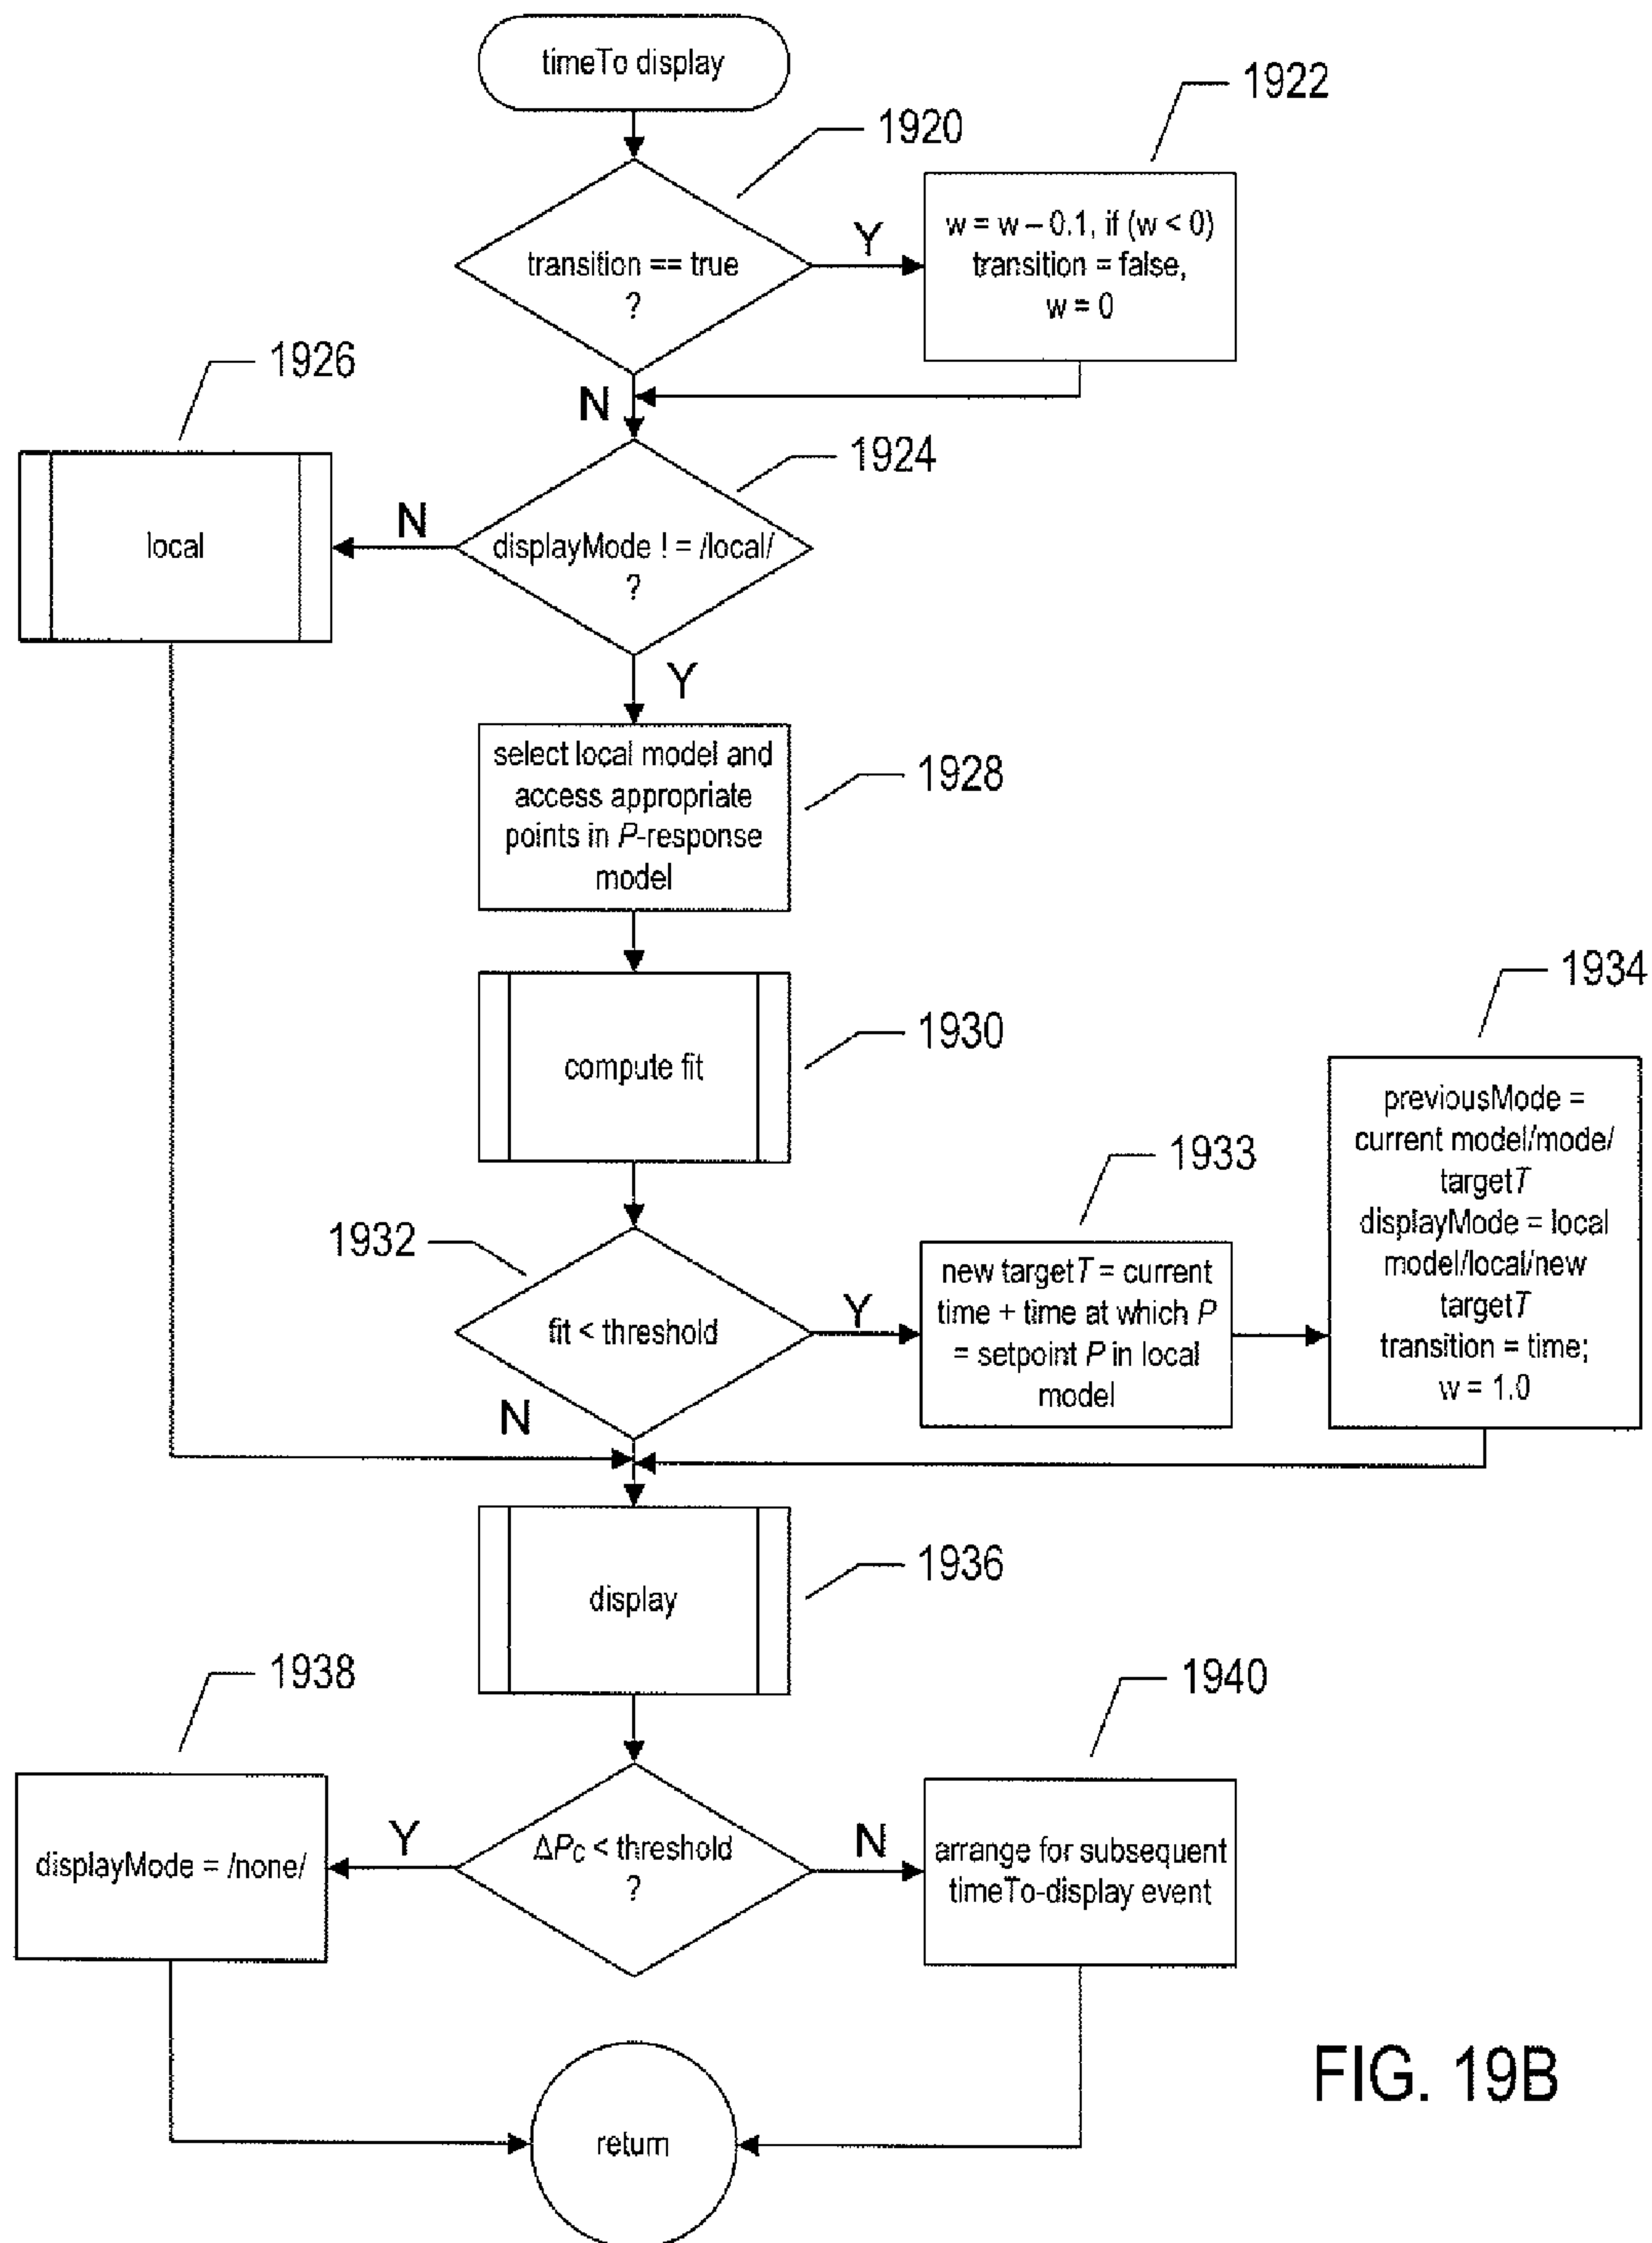 timeTo display
1920
1922
transition == true
?
Y
w = w – 0.1, if (w < 0)
transition = false,
w = 0
N
1926
1924
local
N
displayMode ! = /local/
?
Y
select local model and
access appropriate
points in P-response
model
1928
compute fit
1930
1932
fit < threshold
Y
N
1933
new targetT = current
time + time at which P
= setpoint P in local
model
1934
previousMode =
current model/mode/
targetT
displayMode = local
model/local/new
targetT
transition = time;
w = 1.0
display
1936
1938
1940
displayMode = /none/
Y
ΔPc < threshold
?
N
arrange for subsequent
timeTo-display event
return
FIG. 19B